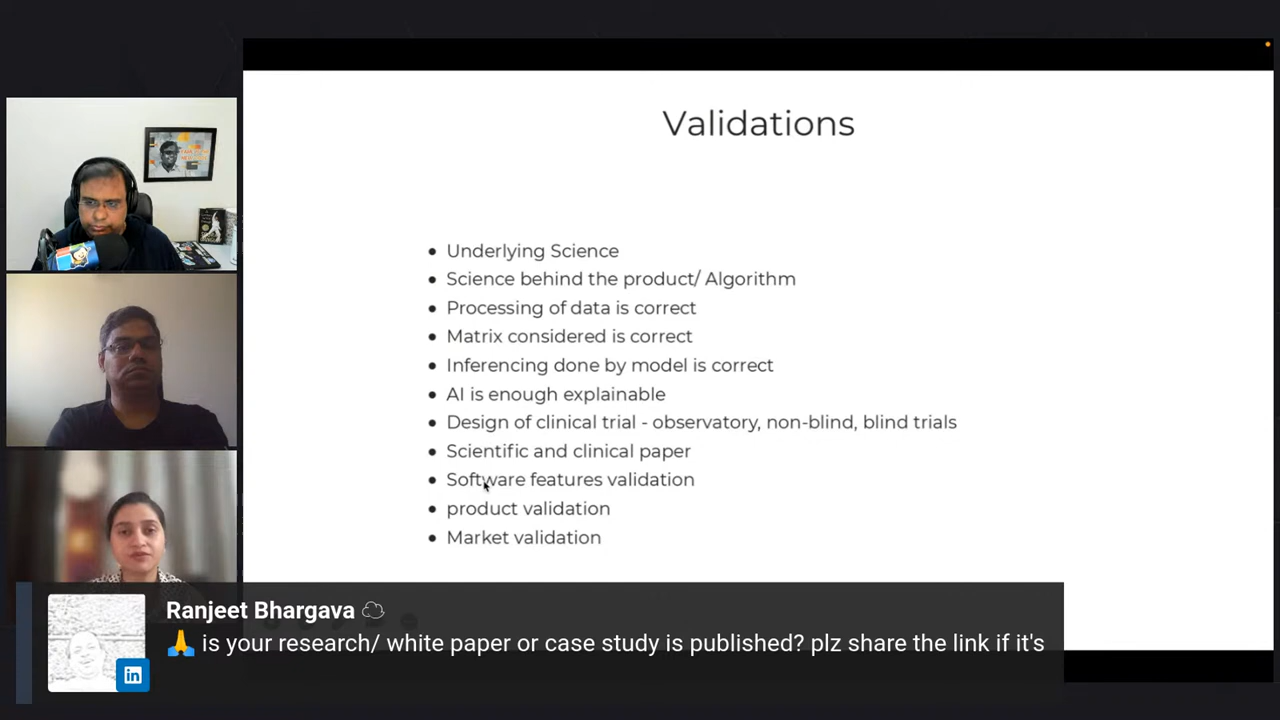 Validations
Underlying Science
Science behind the product/ Algorithm
Processing of data is correct
Matrix considered is correct
Inferencing done by model is correct
AI is enough explainable
Design of clinical trial - observatory, non-blind, blind trials
Scientific and clinical paper
Software features validation
product validation
Market validation
Ranjeet Bhargava
🙏 is your research/ white paper or case study is published? plz share the link if it's
in